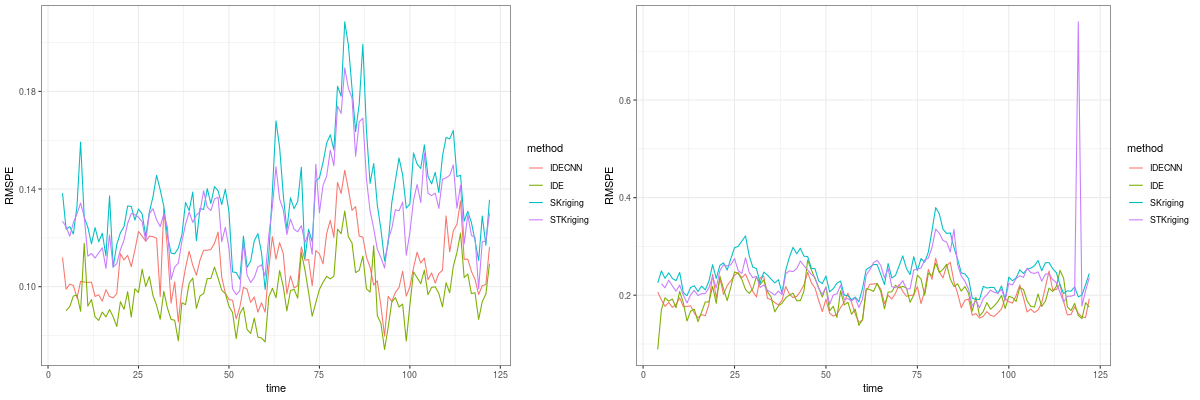 RMSPE
0.18
0.14
0.10
0
25
50
75
100
125
time
method
IDECNN
IDE
SKriging
STKriging
RMSPE
0.6
0.4
0.2
0
25
50
75
100
125
time
method
IDECNN
IDE
SKriging
STKriging